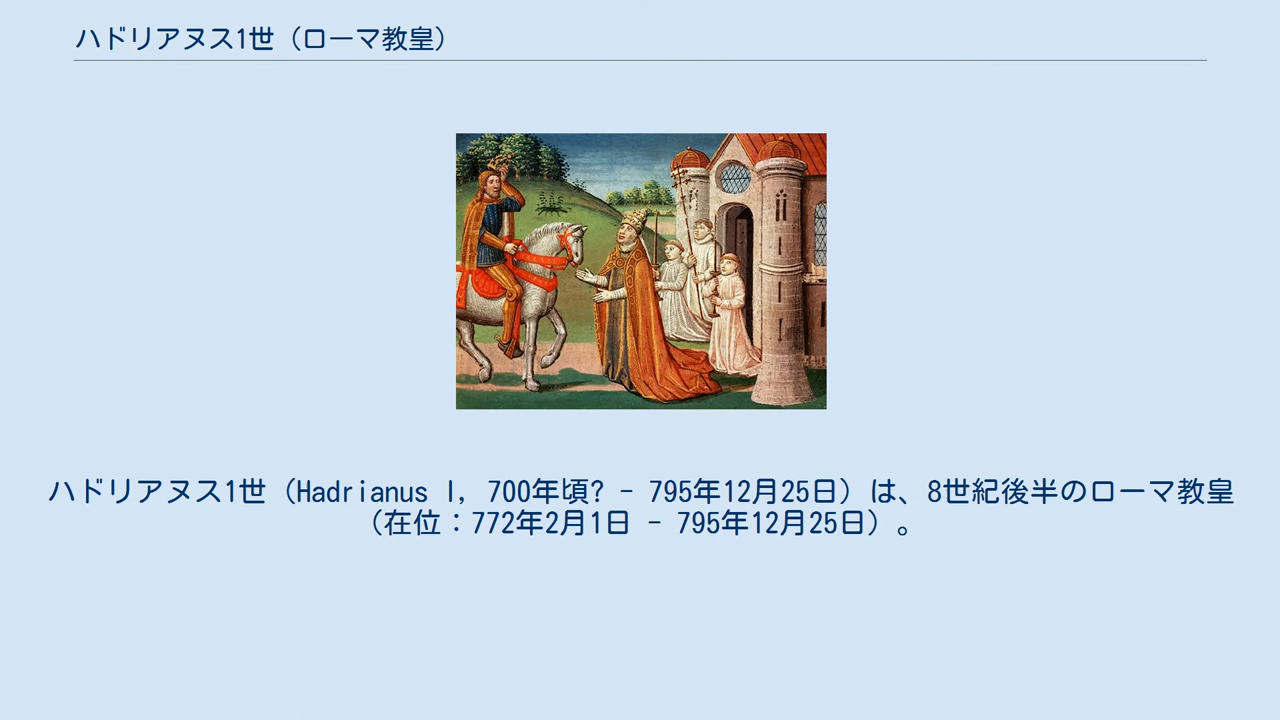 ハドリアヌス1世（ローマ教皇）
ハドリアヌス1世（Hadrianus I, 700年頃? - 795年12月25日）は、8世紀後半のローマ教皇
（在位：772年2月1日 - 795年12月25日）。